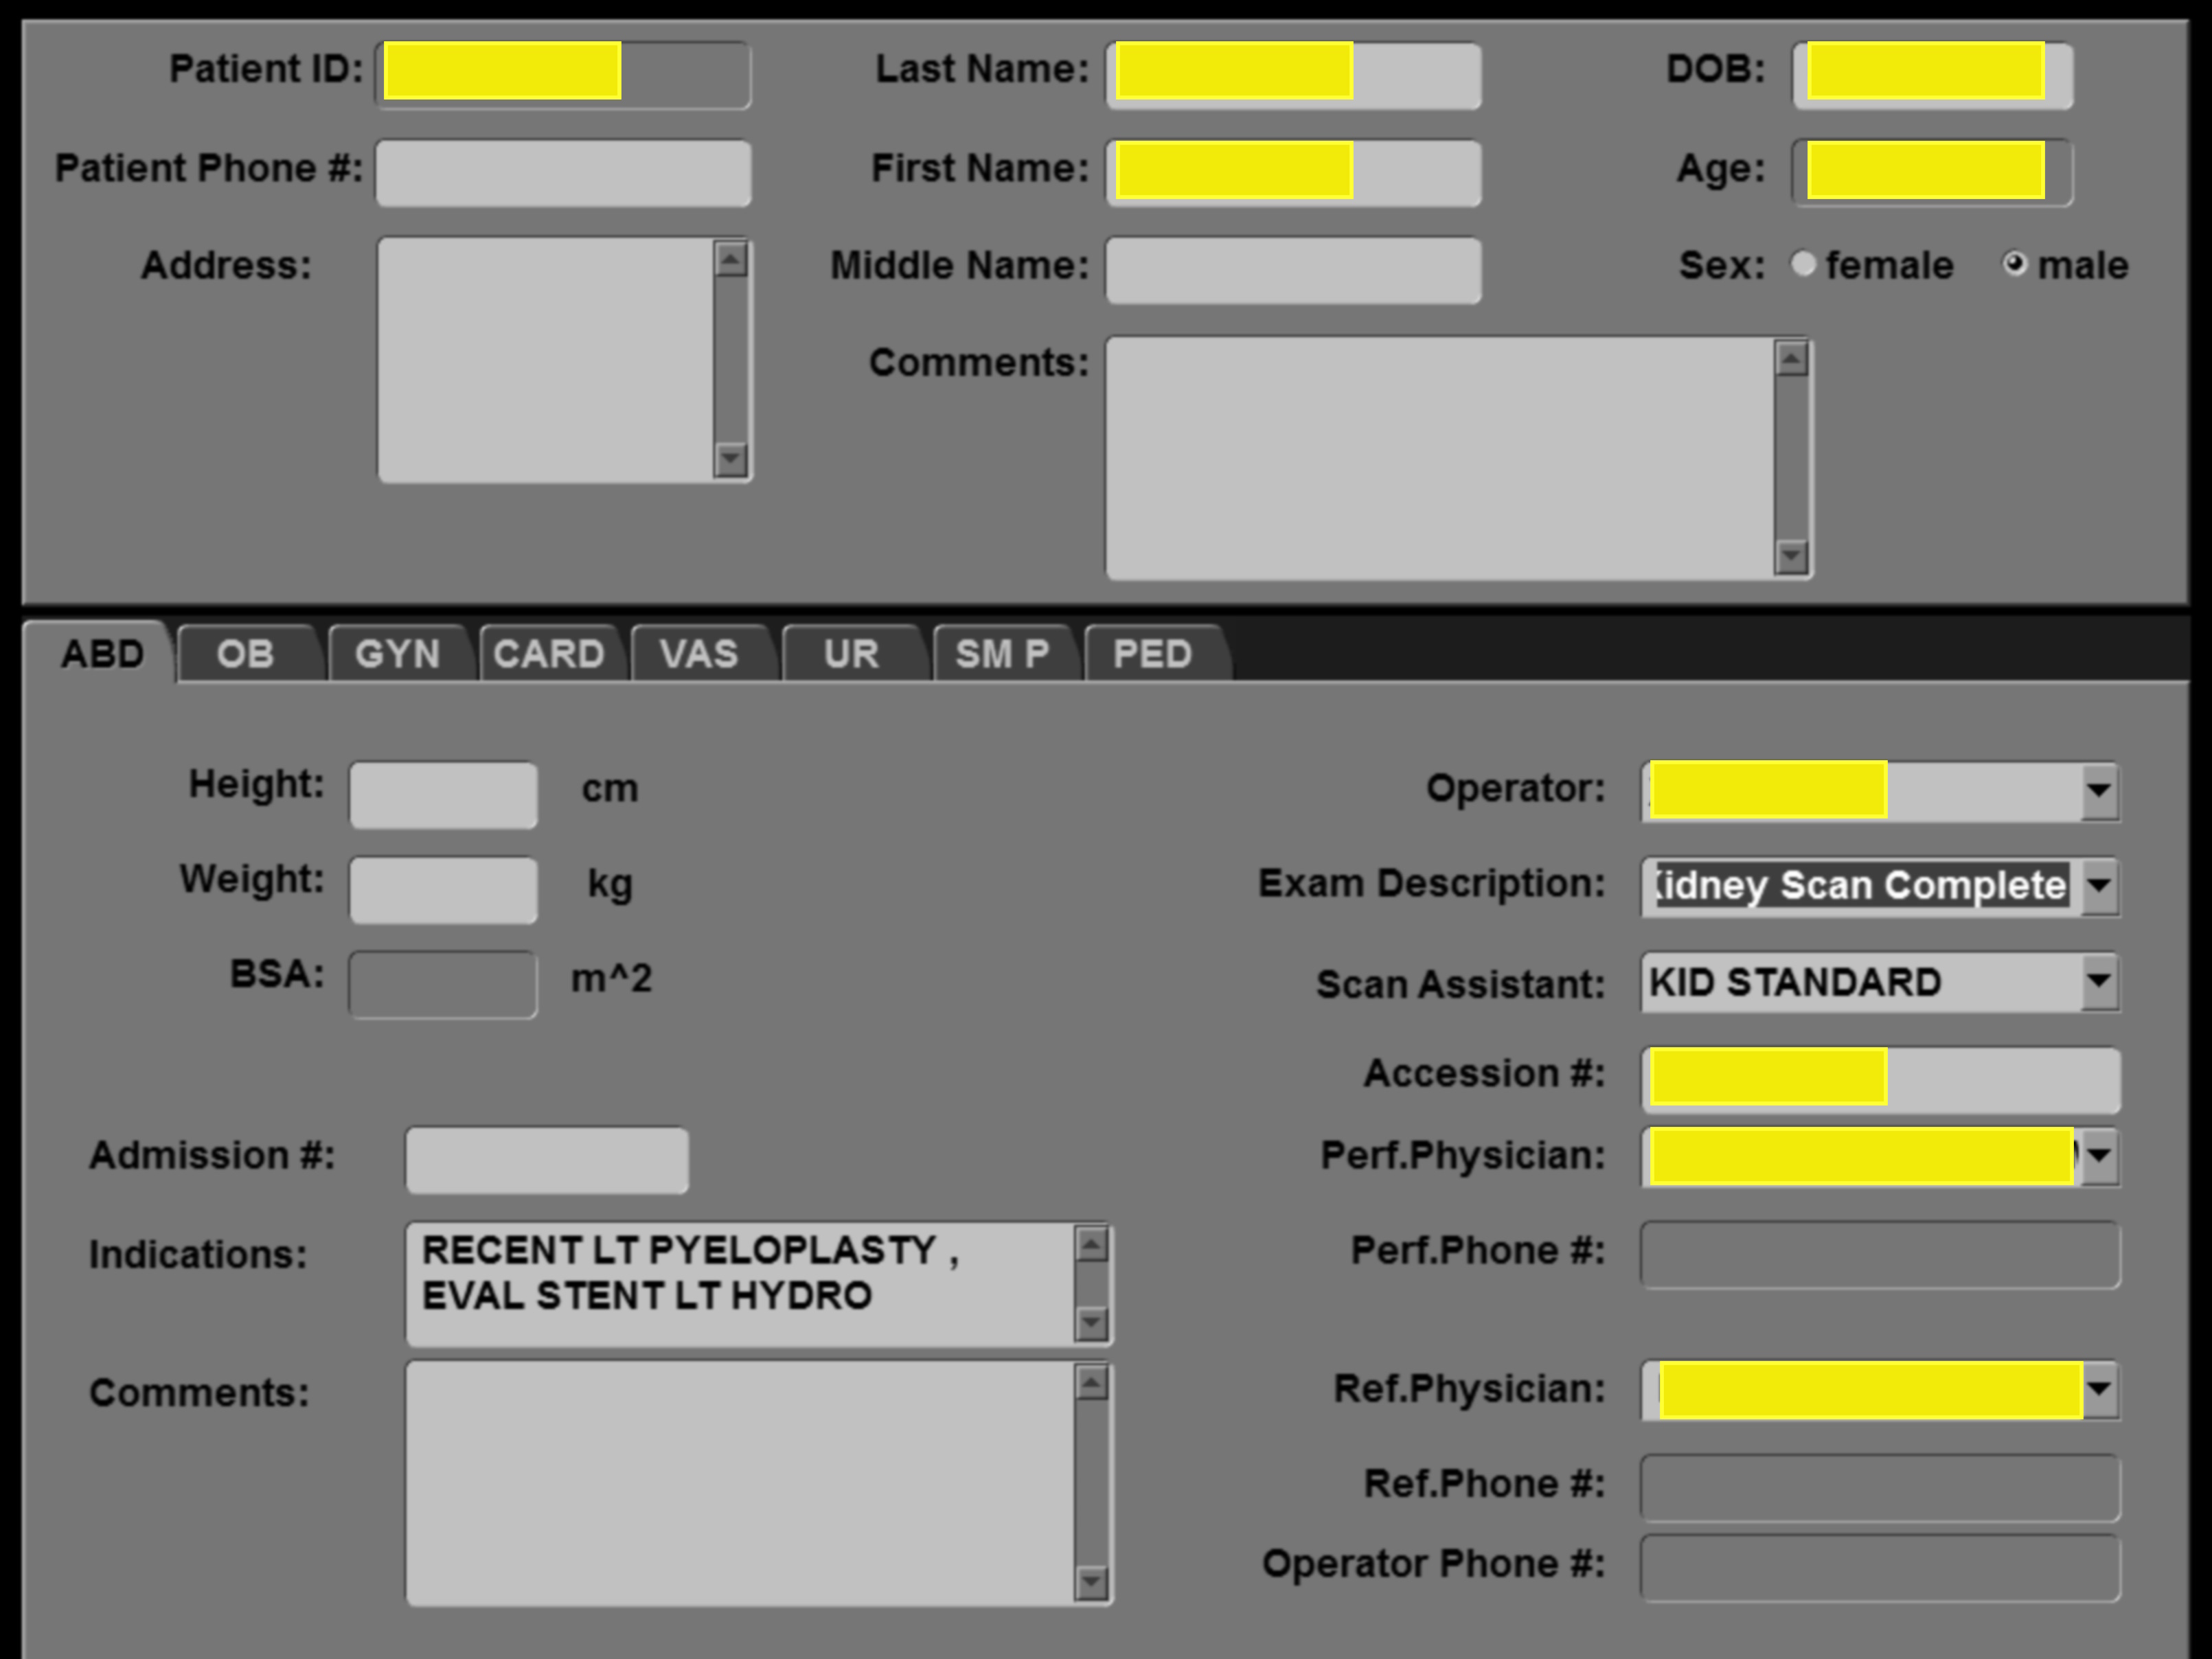 Patient ID: Last Name: DOB:
Patient Phone #: First Name: Age:
Address: Middle Name: Sex: female male
Comments:
ABD OB GYN CARD VAS UR SM P PED
Height: cm Operator:
Weight: kg Exam Description: Kidney Scan Complete
BSA: m^2 Scan Assistant: KID STANDARD
Accession #:
Admission #: Perf.Physician:
Indications: RECENT LT PYELOPLASTY , Perf.Phone #:
EVAL STENT LT HYDRO
Comments: Ref.Physician:
Ref.Phone #:
Operator Phone #: